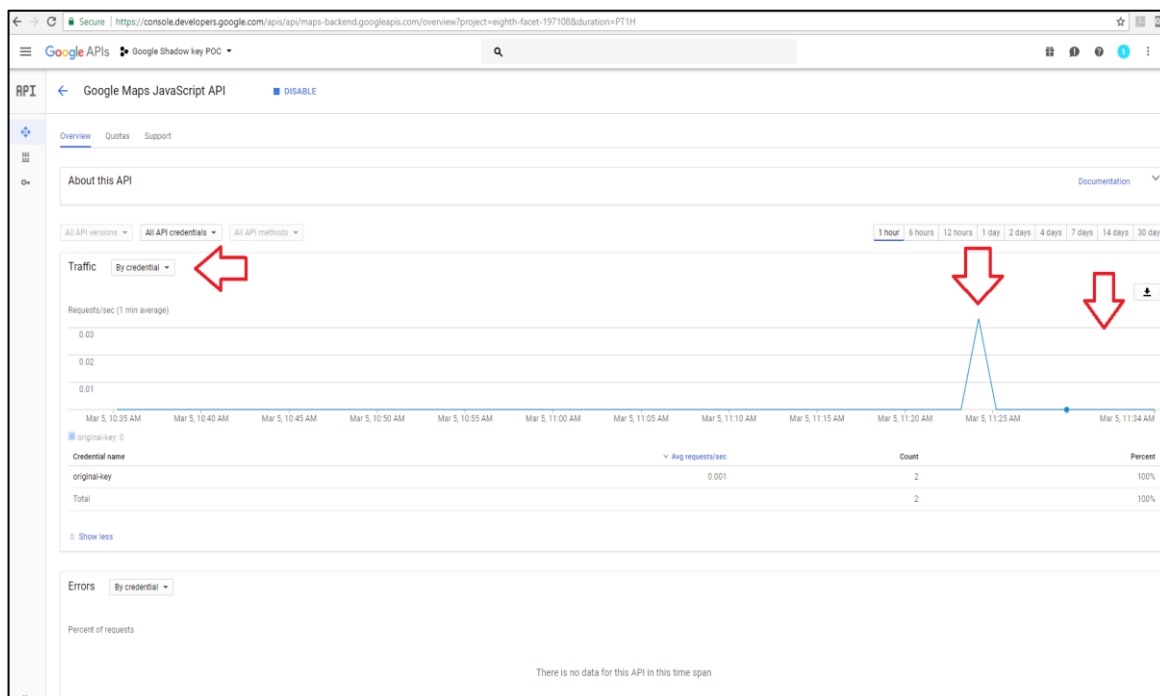 Secure | https://console.developers.google.com/apis/api/maps-backend.googleapis.com/overview?project=eighth-facet-197108&duration=PT1H
Google APIs Google Shadow key POC 1
API Google Maps JavaScript API DISABLE
Overview Quotas Support
About this API Documentation
All API versions All API credentials All API methods 1 hour 6 hours 12 hours 1 day 2 days 4 days 7 days 14 days 30 day
Traffic By credential
Requests/sec (1 min average)
0.03
0.02
0.01
Mar 5, 10:35 AM Mar 5, 10:40 AM Mar 5, 10:45 AM Mar 5, 10:50 AM Mar 5, 10:55 AM Mar 5, 11:00 AM Mar 5, 11:05 AM Mar 5, 11:10 AM Mar 5, 11:15 AM Mar 5, 11:20 AM Mar 5, 11:25 AM Mar 5, 11:34 AM
original-key: 0
Credential name Avg requests/sec Count Percent
original-key 0.001 2 100%
Total 2 100%
Show less
Errors By credential
Percent of requests
There is no data for this API in this time span